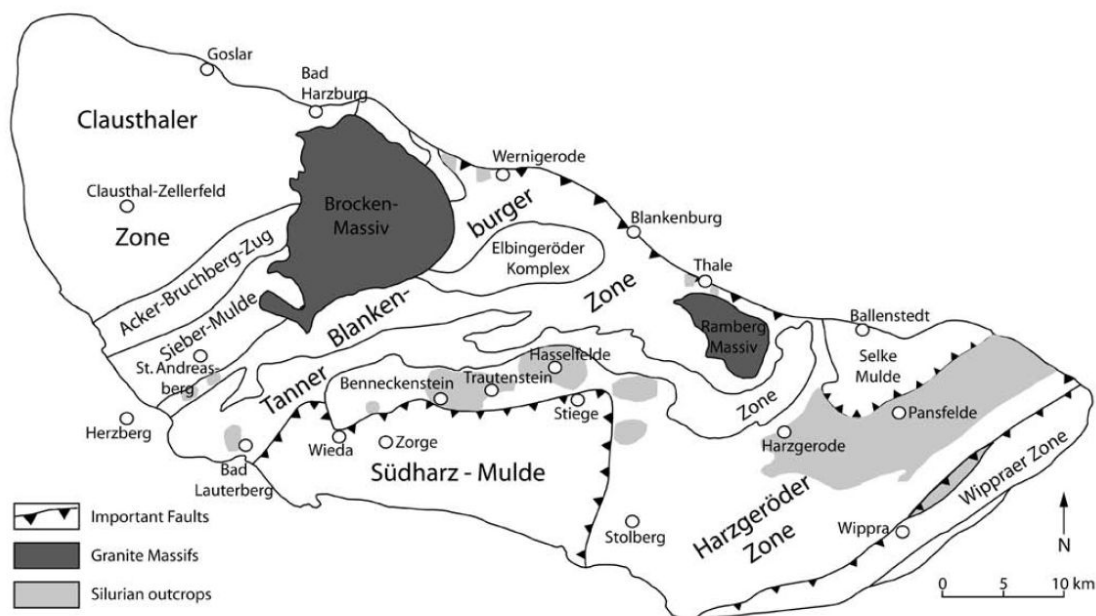 Goslar
Bad
Harzburg
Clausthaler
Wernigerode
Clausthal-Zellerfeld
Brocken-
Massiv
burger
Blankenburg
Zone
Elbingeröder
Komplex
Acker-Bruchberg-Zug
Thale
Zone
Blanken-
Sieber-Mulde
Ramberg
Massiv
Ballenstedt
St. Andreas-
berg
Hasselfelde
Selke
Mulde
Benneckenstein
Trautenstein
Tanner
Zone
Stiege
Pansfelde
Herzberg
Wieda
Zorge
Harzgerode
Bad
Lauterberg
Südharz - Mulde
Wippraer Zone
Important Faults
Harzgeröder
Zone
Stolberg
Wippra
Granite Massifs
N
Silurian outcrops
0 5 10 km